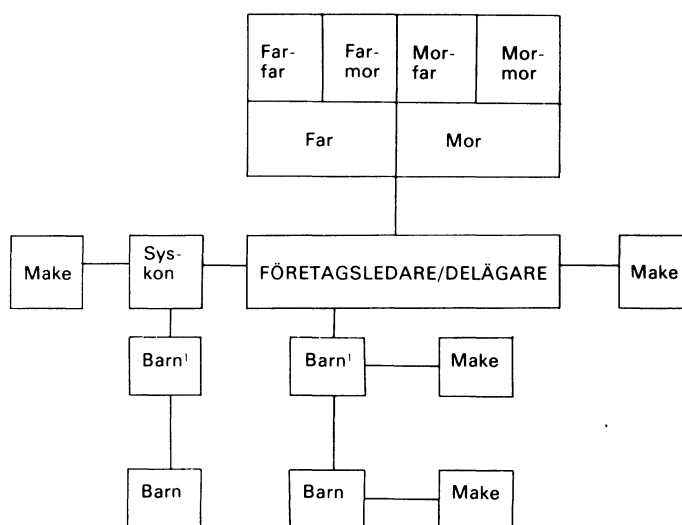 Far-
far
Far-
mor
Mor-
far
Mor-
mor
Far
Mor
Make
Sys-
kon
FÖRETAGSLEDARE/DELÄGARE
Make
Barn¹
Barn¹
Make
Barn
Barn
Make